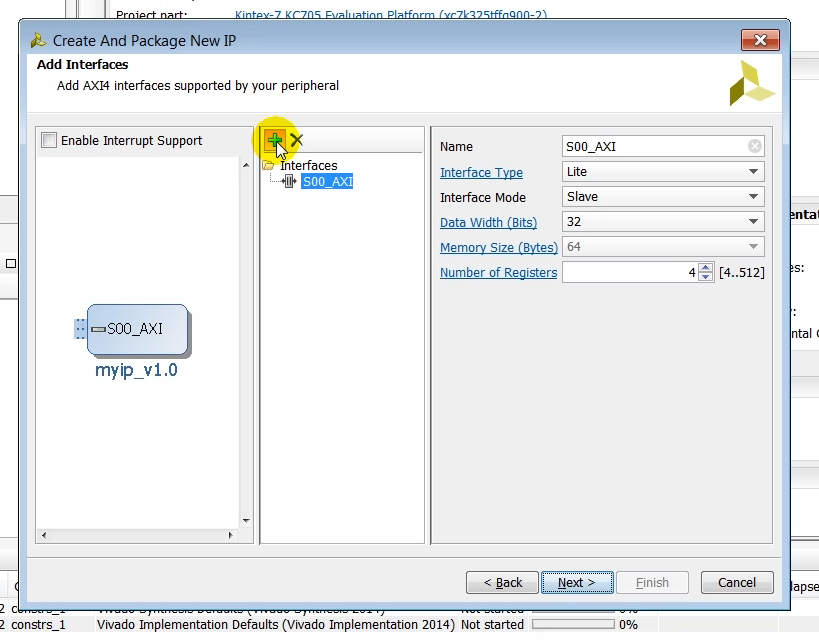 Project part: Kintex-7 KC705 Evaluation Platform (xc7k325tffg900-2)
Create And Package New IP
Add Interfaces
Add AXI4 interfaces supported by your peripheral
Enable Interrupt Support
Interfaces
S00_AXI
S00_AXI
myip_v1.0
Name S00_AXI
Interface Type Lite
Interface Mode Slave
Data Width (Bits) 32
Memory Size (Bytes) 64
Number of Registers 4 [4..512]
< Back Next > Finish Cancel
2 constrs_1 Vivado Synthesis Defaults (Vivado Synthesis 2014) Not started 0%
2 constrs_1 Vivado Implementation Defaults (Vivado Implementation 2014) Not started 0%